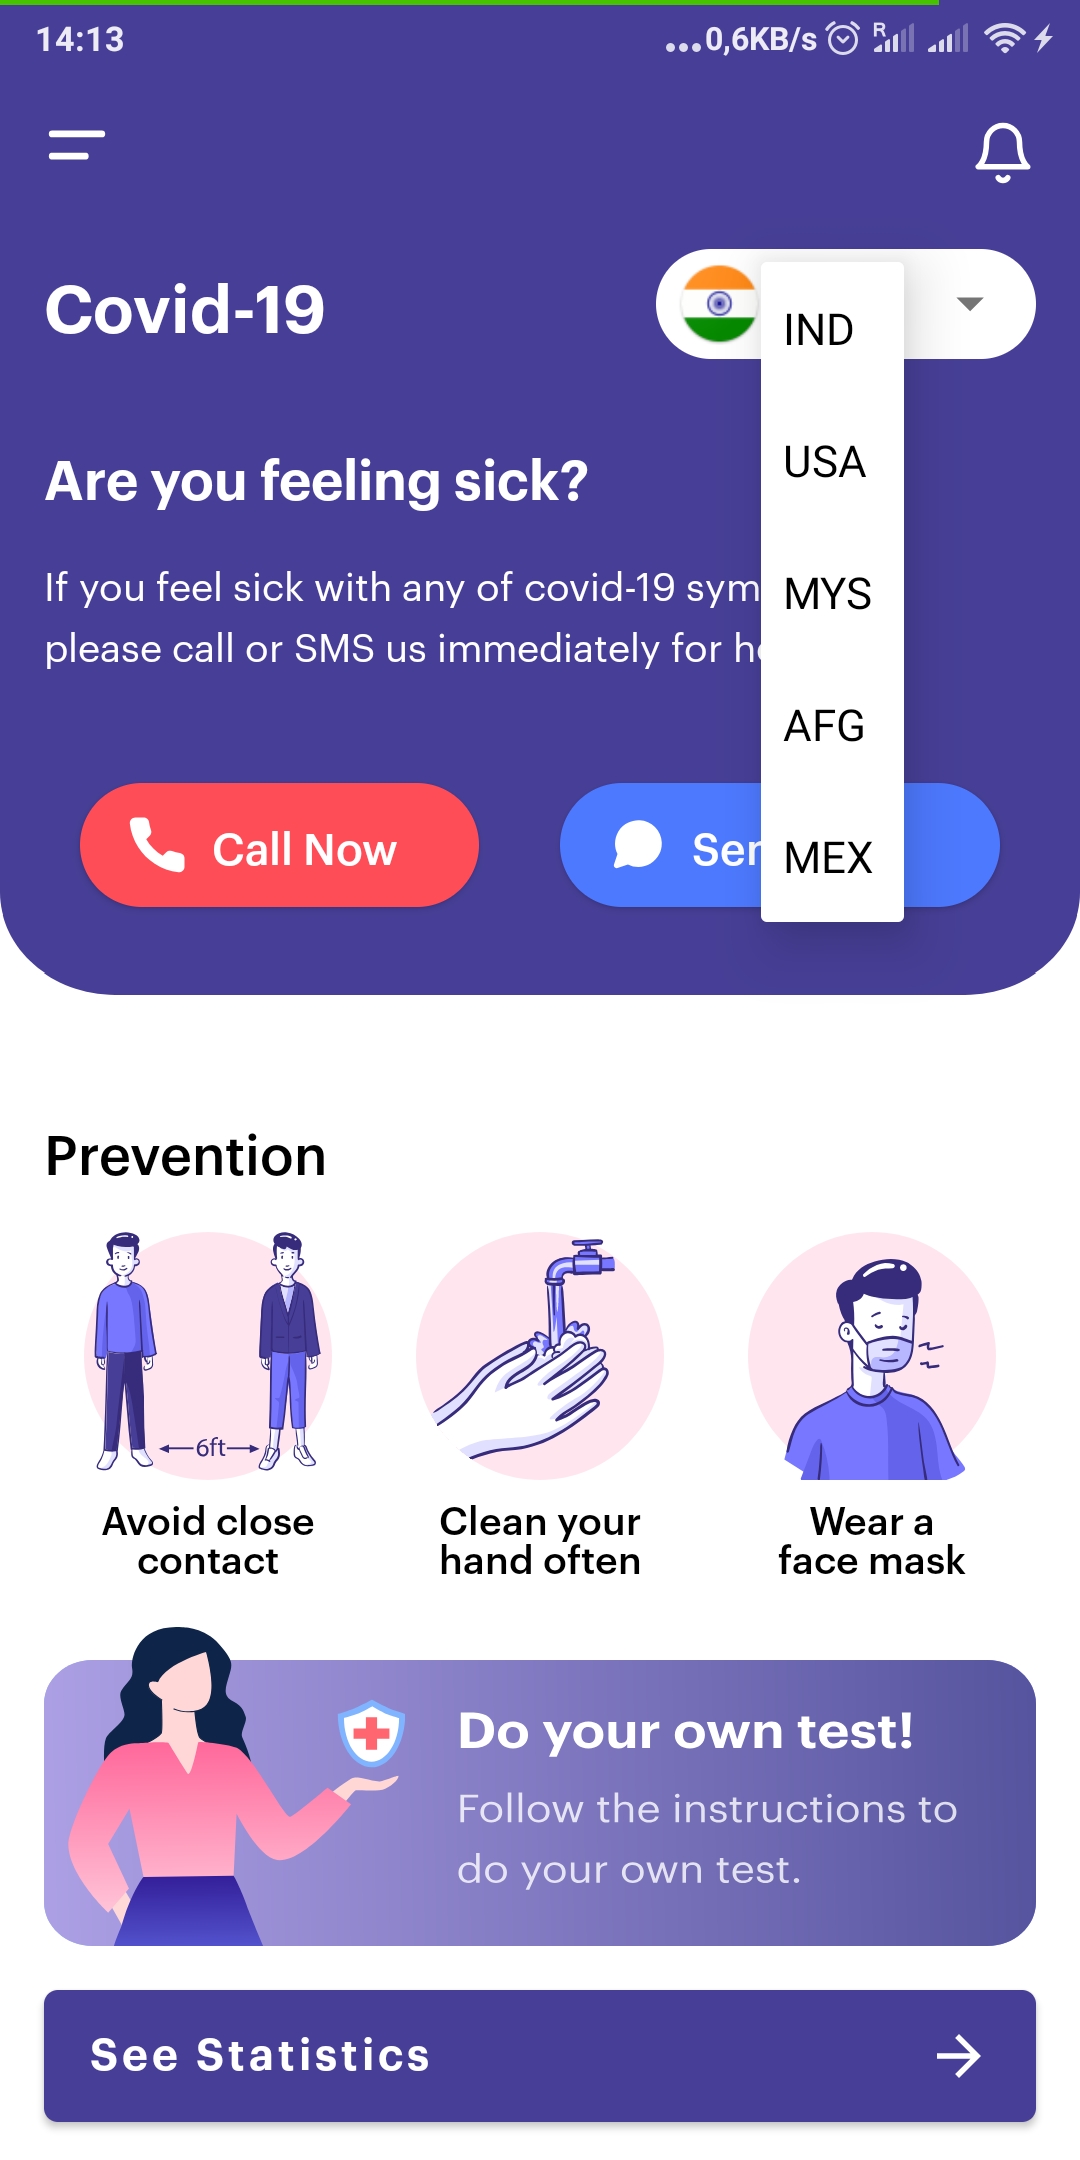 14:13
...0,6KB/s
R
Covid-19
IND
USA
MYS
AFG
MEX
Are you feeling sick?
If you feel sick with any of covid-19
please call or SMS us immediately for
Call Now
Prevention
6ft
Avoid close
contact
Clean your
hand often
Wear a
face mask
Do your own test!
Follow the instructions to
do your own test.
See Statistics